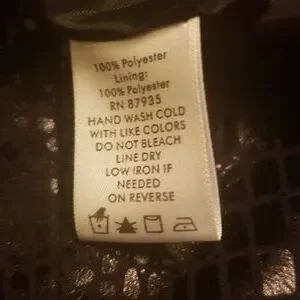 100% Polyester
Lining:
100% Polyester
RN 87935
HAND WASH COLD
WITH LIKE COLORS
DO NOT BLEACH
LINE DRY
LOW IRON IF
NEEDED
ON REVERSE